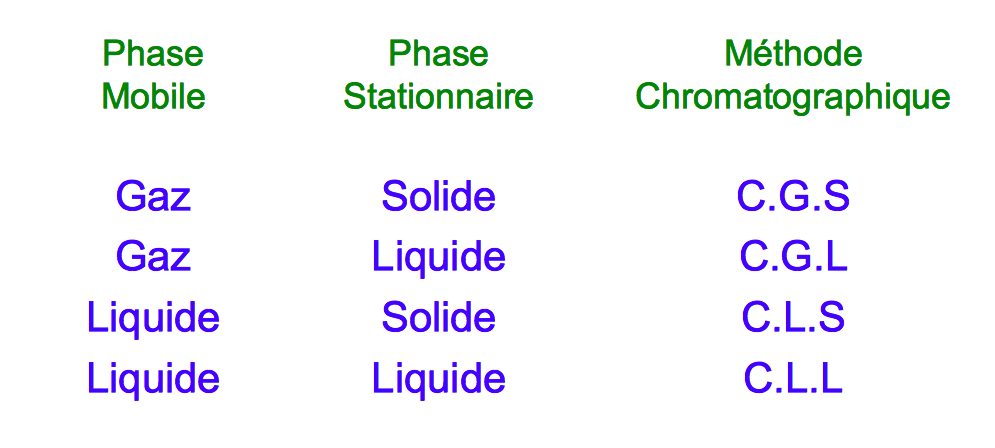 Phase Phase Méthode
Mobile Stationnaire Chromatographique
Gaz Solide C.G.S
Gaz Liquide C.G.L
Liquide Solide C.L.S
Liquide Liquide C.L.L